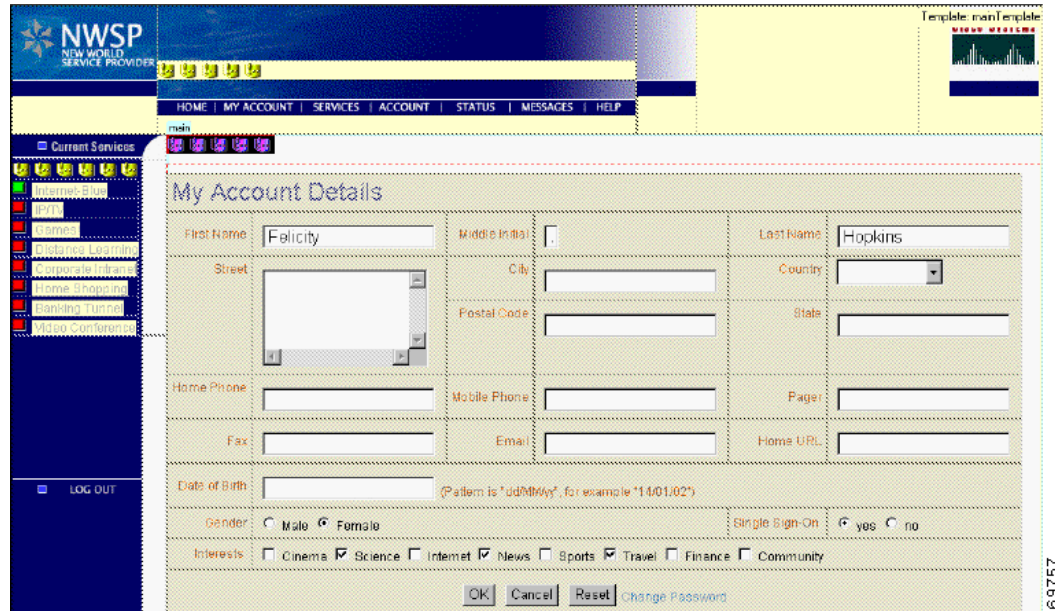 Template: mainTemplate
NWSP
NEW WORLD
SERVICE PROVIDER
CISCO SYSTEMS
HOME | MY ACCOUNT | SERVICES | ACCOUNT | STATUS | MESSAGES | HELP
main
Current Services
Internet-Blue
IP/TV
Games
Distance Learning
Corporate Intranet
Home Shopping
Banking Tunnel
Video Conference
LOG OUT
My Account Details
First Name Felicity Middle Initial . Last Name Hopkins
Street City Country
Postal Code State
Home Phone Mobile Phone Pager
Fax Email Home URL
Date of Birth (Pattern is "dd/MM/yy", for example "14/01/02")
Gender Male Female Single Sign-On yes no
Interests Cinema Science Internet News Sports Travel Finance Community
OK Cancel Reset Change Password
69757